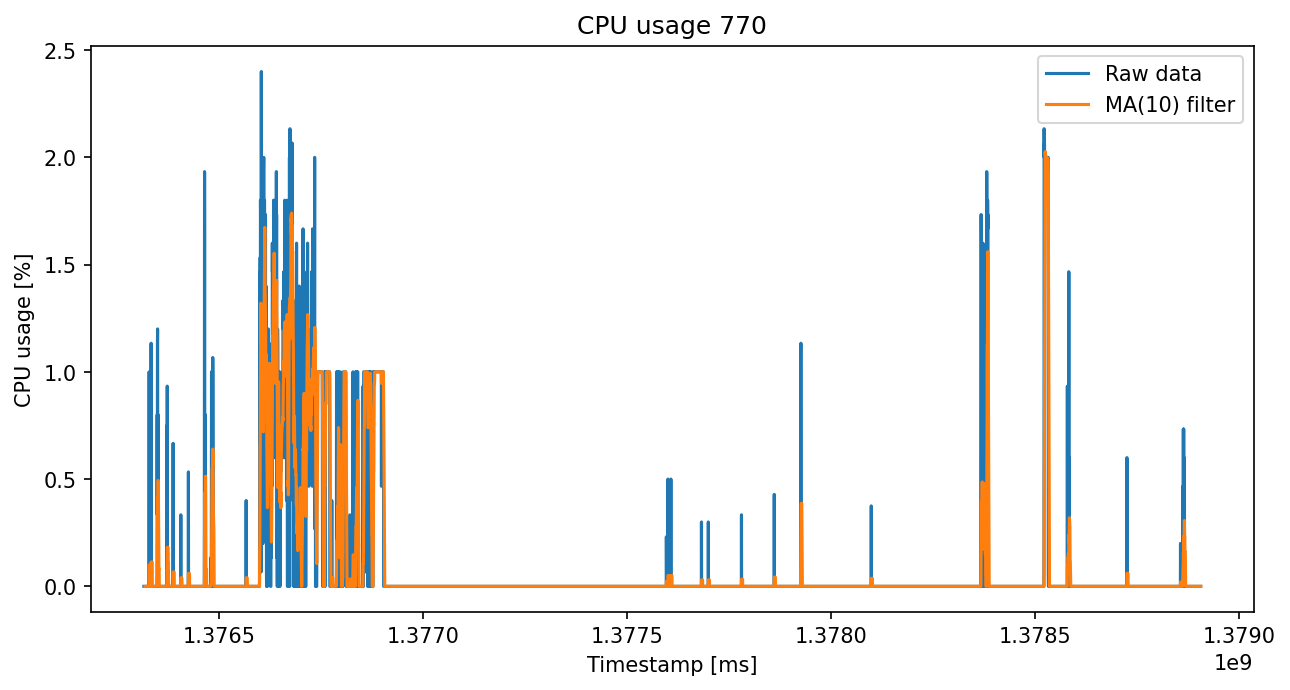 CPU usage 770
2.5
2.0
1.5
1.0
0.5
0.0
CPU usage [%]
Raw data
MA(10) filter
1.3765 1.3770 1.3775 1.3780 1.3785 1.3790
1e9
Timestamp [ms]